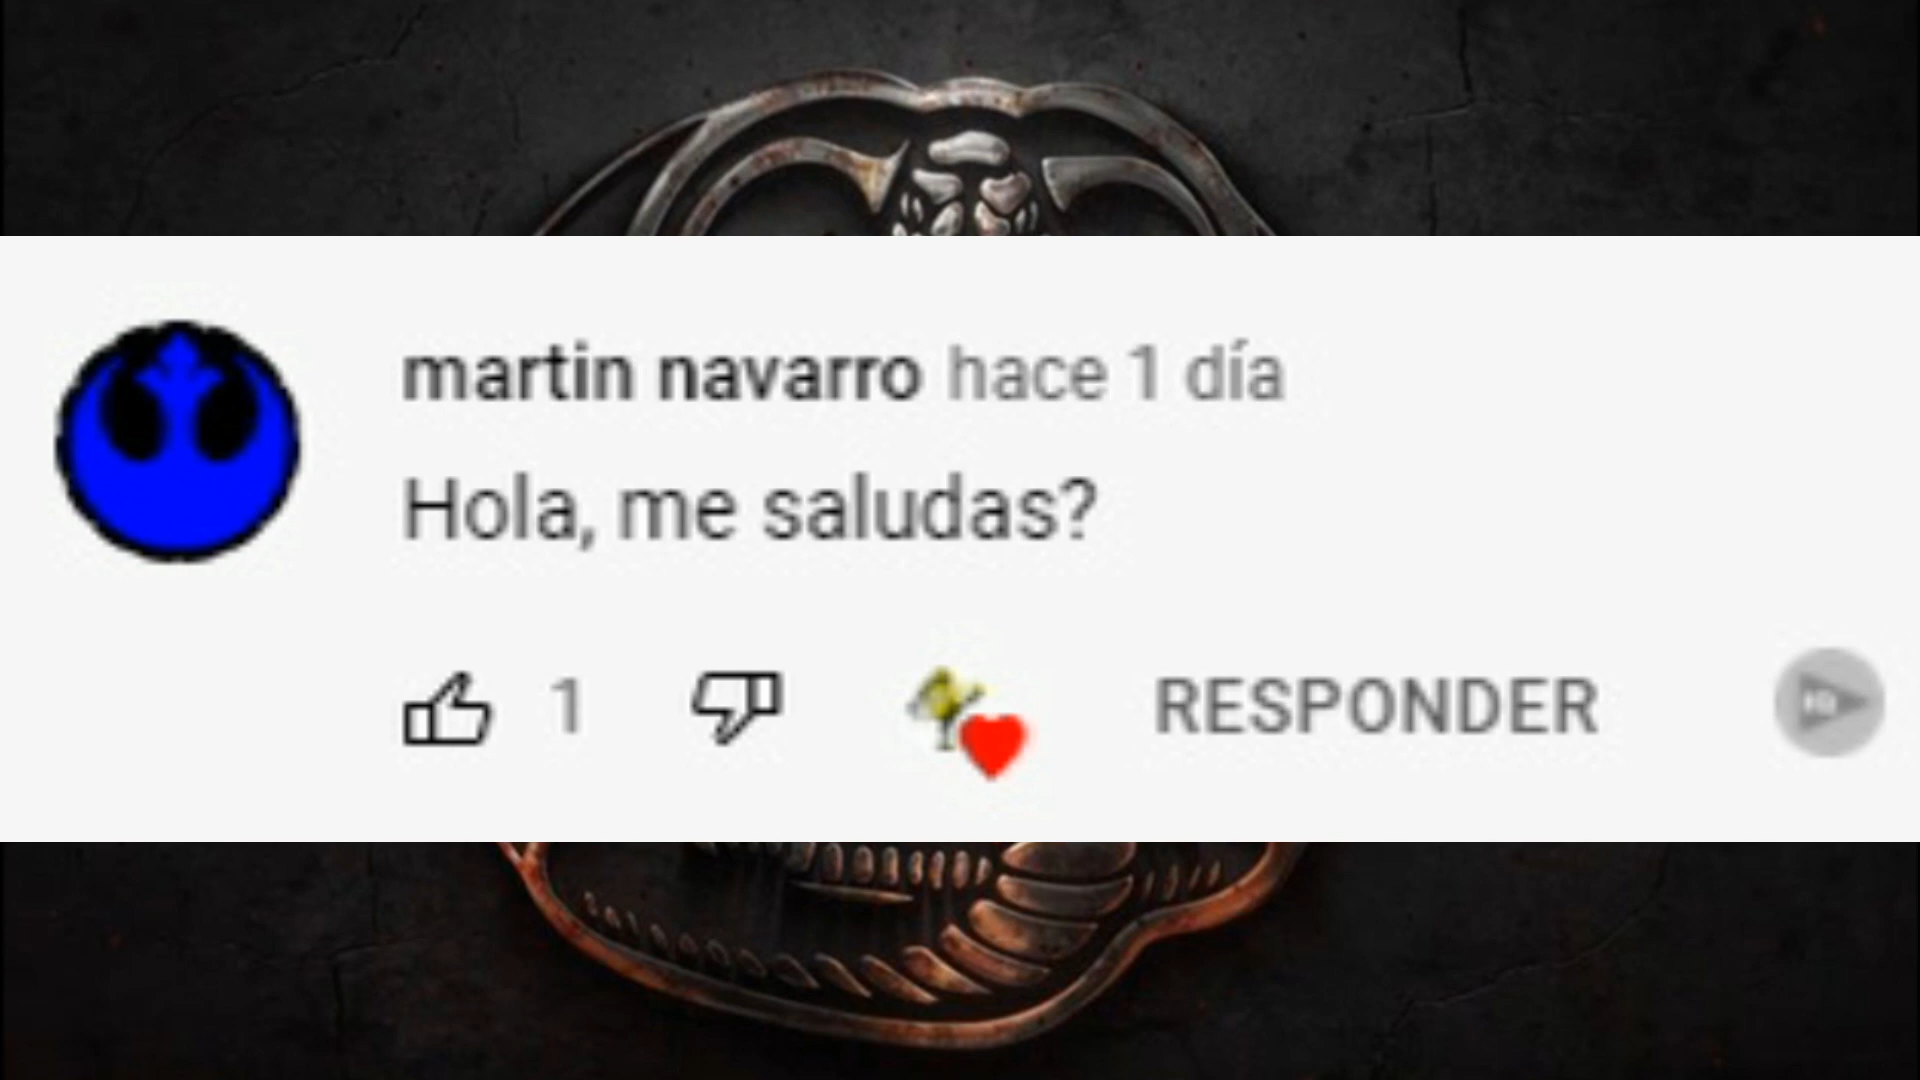 martin navarro hace 1 día
Hola, me saludas?
1 RESPONDER